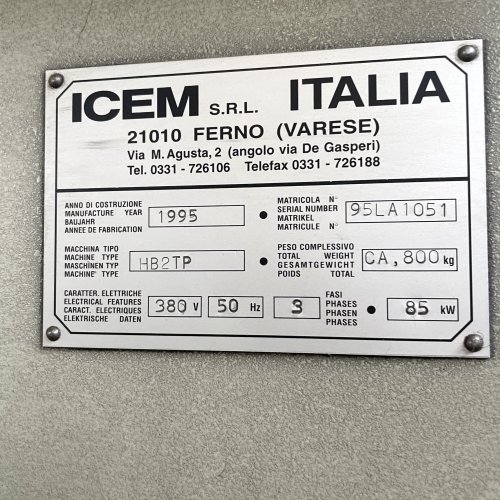 ICEM S.R.L. ITALIA
21010 FERNO (VARESE)
Via M. Agusta, 2 (angolo via De Gasperi)
Tel. 0331 - 726106 Telefax 0331 - 726188
ANNO DI COSTRUZIONE
MANUFACTURE YEAR
BAUJAHR
ANNEE DE FABRICATION
1995
MATRICOLA N°
SERIAL NUMBER
MATRIKEL
MATRICULE N°
95LA1051
MACCHINA TIPO
MACHINE TYPE
MASCHINEN TYP
MACHINE' TYPE
HB2TP
PESO COMPLESSIVO
TOTAL WEIGHT
GESAMTGEWICHT
POIDS TOTAL
CA,800 kg
CARATTER. ELETTRICHE
ELECTRICAL FEATURES
CARACT. ELECTRIQUES
ELEKTRISCHE DATEN
380 V
50 Hz
3
FASI
PHASES
PHASEN
PHASES
85 kW